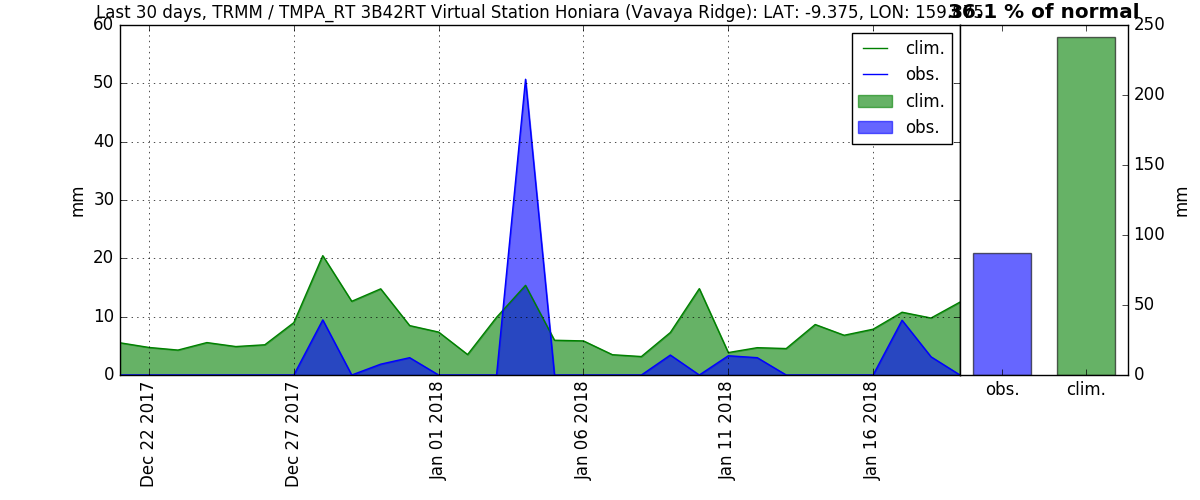 Last 30 days, TRMM / TMPA_RT 3B42RT Virtual Station Honiara (Vavaya Ridge): LAT: -9.375, LON:
36.1 % of normal
60
50
40
30
20
10
0
mm
clim.
obs.
clim.
obs.
Dec 22 2017
Dec 27 2017
Jan 01 2018
Jan 06 2018
Jan 11 2018
Jan 16 2018
250
200
150
100
50
0
mm
obs.
clim.